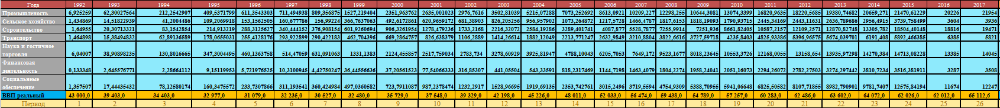 Года 1992 1993 1994 1995 1996 1997 1998 1999 2000 2001 2002 2003 2004 2005 2006 2007 2008 2009 2010 2011 2012 2013 2014 2015 2016 2017
Промышленость 6,925259 62,30027564 212,2542907 409,5371799 611,3543303 711,494938 809,356875 1527,219404 2351,963762 2635,001023 2976,7616 3502,81039 5215,07288 7073,252692 8613,0921 10209,227 12298,255 10644,3081 13074,3399 16820,9635 18220,5685 19380,74682 20659,271 21470,61229 20226 21954
Сельское хозяйство 1,434869 14,51822939 41,2004486 109,2069918 153,1562505 160,677786 156,99224 366,7637063 492,6172861 620,9659172 681,38903 826,205256 956,957902 1073,264872 1217,5728 1466,4787 1817,6153 1818,19093 1790,93715 2445,34169 2443,11631 2636,789686 2956,4915 3739,758499 3604 3936
Строительство 1,64955 20,30713321 83,1542854 214,913219 288,3125627 340,444152 376,908154 601,9260694 906,3261954 1278,479236 1733,2168 2216,32072 2584,19286 3289,401741 4087,877 5528,7877 7255,9914 7251,936 8661,82405 10587,2157 12109,2571 12870,82748 13305,782 18504,40148 18816 19471
Транспорт 1,464898 15,38494832 62,89136589 178,0655031 255,4128176 293,922899 290,422183 462,704396 669,2864757 826,638379 1106,2889 1414,26614 1882,12049 2213,771247 2632,9849 3210,8804 3822,6616 3727,59718 4235,8403 4825,93386 5396,96575 5674,039701 6191,408 5892,466385 6385 5821
Наука и гостичное
торговля 6,04007 38,90898235 130,8016665 347,3004495 460,1363758 514,47059 631,091063 1331,1383 2124,455857 2517,759034 2783,734 3278,60929 3925,81947 4788,10043 6205,7053 7649,172 9523,1677 8018,23645 10553,3726 12168,0055 13158,654 13935,97298 14270,384 14713,08228 13385 14045
Финансовая
деятельность 0,133348 2,645576771 2,28664112 9,15119953 5,721976525 10,3100945 4,42750247 36,44556636 37,20561523 77,54066333 316,85307 441,05504 543,33591 818,2317469 1144,7198 1463,4079 1804,2274 1958,24041 2051,16073 2294,26072 2782,27503 3274,297442 3810,7234 3516,381911 3287 3508
Социальные
обеспечение 1,357507 17,44435432 78,12580174 160,3475572 233,7307866 311,193541 360,424984 497,0360582 723,7911087 987,2378474 1232,2917 1528,96695 1919,69135 2353,742761 3015,2496 3719,5594 4754,9209 5388,70955 5941,06648 6825,50582 8107,71855 8982,790901 9781,7407 12575,84194 11674 12247
ВВП реальный 43 000,0 39 403,0 34 403,0 32 977,0 31 079,0 32 235,0 30 527,0 32 480,0 35 729,0 37 548,0 39 329,0 42 198,0 45 226,0 48 011,0 52 033,0 56 474,0 59 438,0 54 789,0 57 257,0 60 283,0 62 486,0 63 602,0 64 072,0 62 026,0 62 012,0 65 112,6
Период 1 2 3 4 5 6 7 8 9 10 11 12 13 14 15 16 17 18 19 20 21 22 23 24 25 26